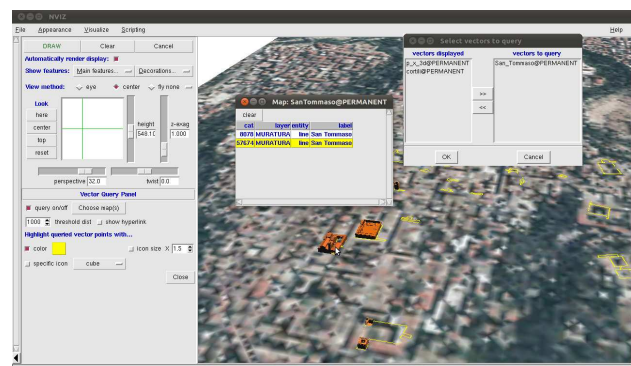 NVIZ
File Appearance Visualize Scripting Help
DRAW Clear Cancel
Automatically render display:
Show features: Main features... Decorations...
View method: eye center fly none
Look
here
center
top
reset
height
548.10
z-exag
1.000
perspective 32.0 twist 0.0
Vector Query Panel
query on/off Choose map(s)
1000 threshold dist show hyperlink
Highlight queried vector points with...
color icon size X 1.5
specific icon cube
Close
Map: SanTommaso@PERMANENT
clear
cat layer entity label
8078 MURATURA line San Tommaso
57674 MURATURA line San Tommaso
Select vectors to query
vectors displayed vectors to query
p_x_3d@PERMANENT San_Tommaso@PERMANENT
cortili@PERMANENT
>>
<<
OK Cancel